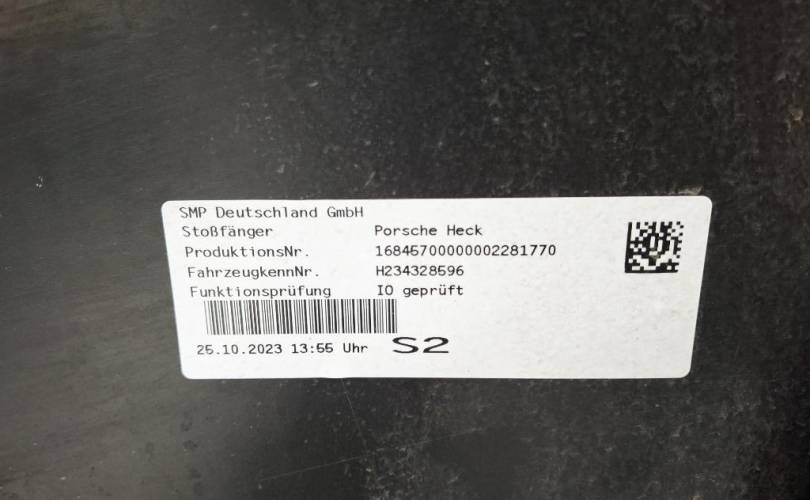 SMP Deutschland GmbH
Stoßfänger Porsche Heck
ProduktionsNr. 16845700000002281770
FahrzeugkennNr. H234328596
Funktionsprüfung IO geprüft
25.10.2023 13:55 Uhr S2